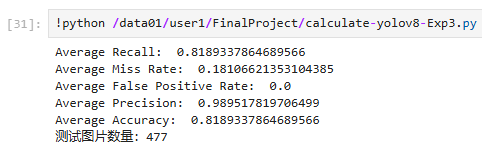 [31]: !python /data01/user1/FinalProject/calculate-yolov8-Exp3.py
Average Recall:  0.8189337864689566
Average Miss Rate:  0.18106621353104385
Average False Positive Rate:  0.0
Average Precision:  0.989517819706499
Average Accuracy:  0.8189337864689566
测试图片数量: 477